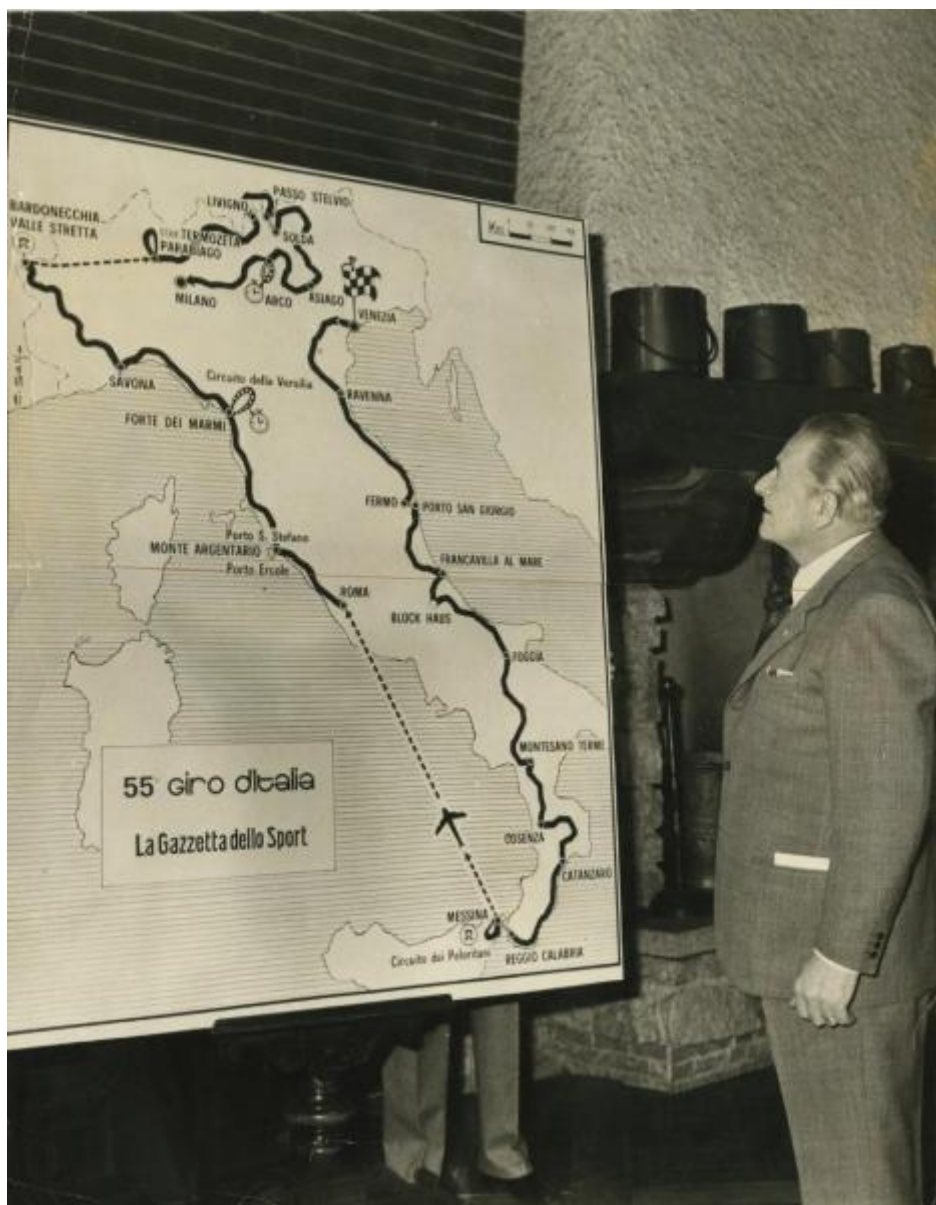 PASSO STELVIO
LIVIGNO
BARDONECCHIA
VALLE STRETTA
R
TERMOZETA
PARABIAGO
SOLDA
Km.
MILANO
ARCO
ASIAGO
VENEZIA
SAVONA
Circuito della Versilia
RAVENNA
FORTE DEI MARMI
FERMO
PORTO SAN GIORGIO
Porto S. Stefano
MONTE ARGENTARIO
Porto Ercole
FRANCAVILLA AL MARE
ROMA
BLOCK HAUS
FOGGIA
MONTESANO TERME
55° Giro d'Italia
La Gazzetta dello Sport
COSENZA
CATANZARO
MESSINA
R
Circuito dei Peloritani
REGGIO CALABRIA